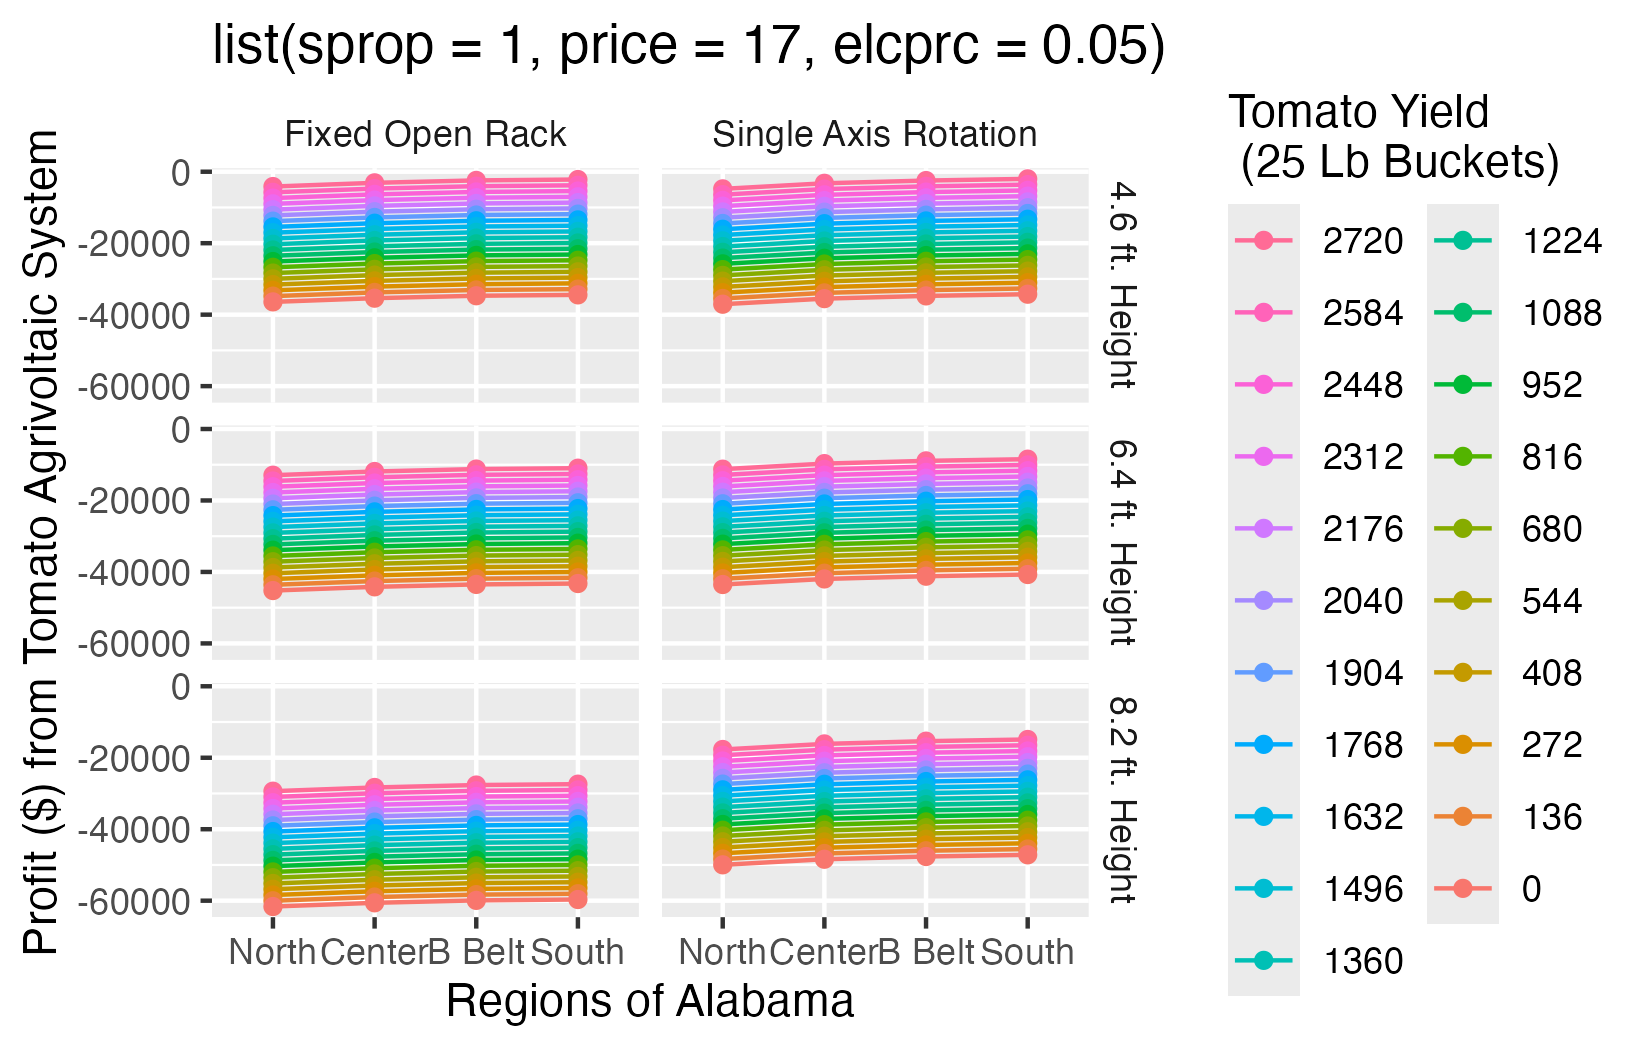 list(sprop = 1, price = 17, elcprc = 0.05)
Fixed Open Rack
Single Axis Rotation
Profit ($) from Tomato Agrivoltaic System
0
-20000
-40000
-60000
4.6 ft. Height
0
-20000
-40000
-60000
6.4 ft. Height
0
-20000
-40000
-60000
8.2 ft. Height
North Center B Belt South
North Center B Belt South
Regions of Alabama
Tomato Yield
(25 Lb Buckets)
2720
2584
2448
2312
2176
2040
1904
1768
1632
1496
1360
1224
1088
952
816
680
544
408
272
136
0